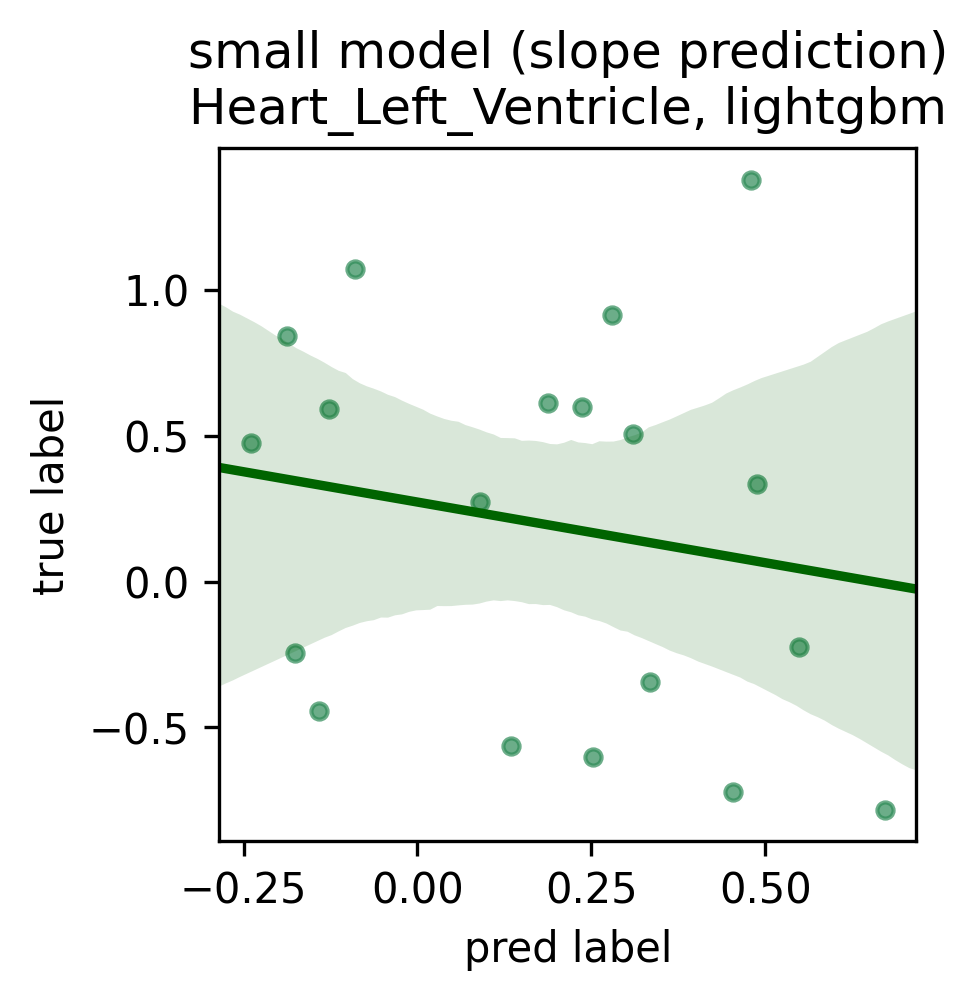 small model (slope prediction)
Heart_Left_Ventricle, lightgbm
true label
1.0
0.5
0.0
−0.5
−0.25
0.00
0.25
0.50
pred label